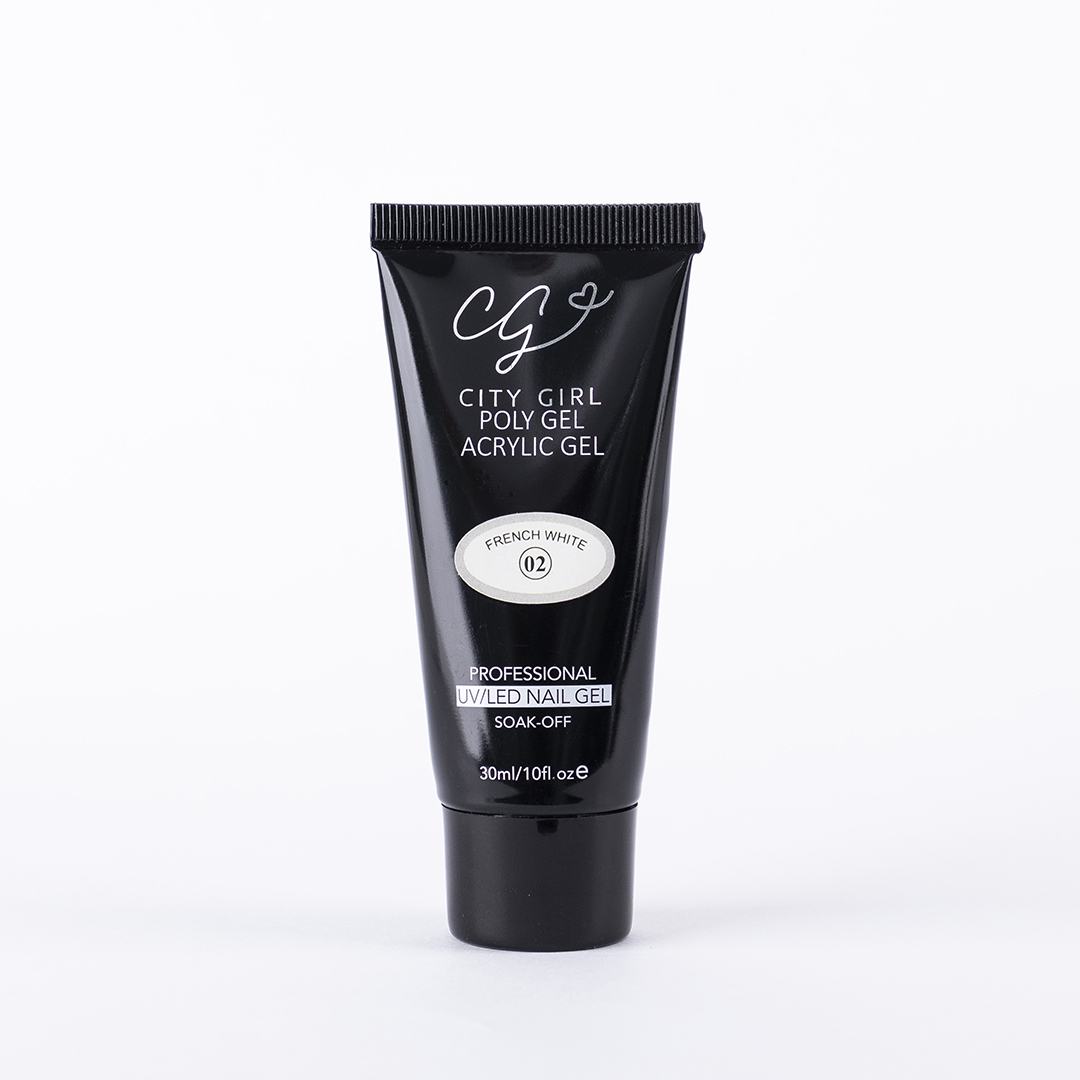 CG
CITY GIRL
POLY GEL
ACRYLIC GEL
FRENCH WHITE
02
PROFESSIONAL
UV/LED NAIL GEL
SOAK-OFF
30ml/10fl.oz e